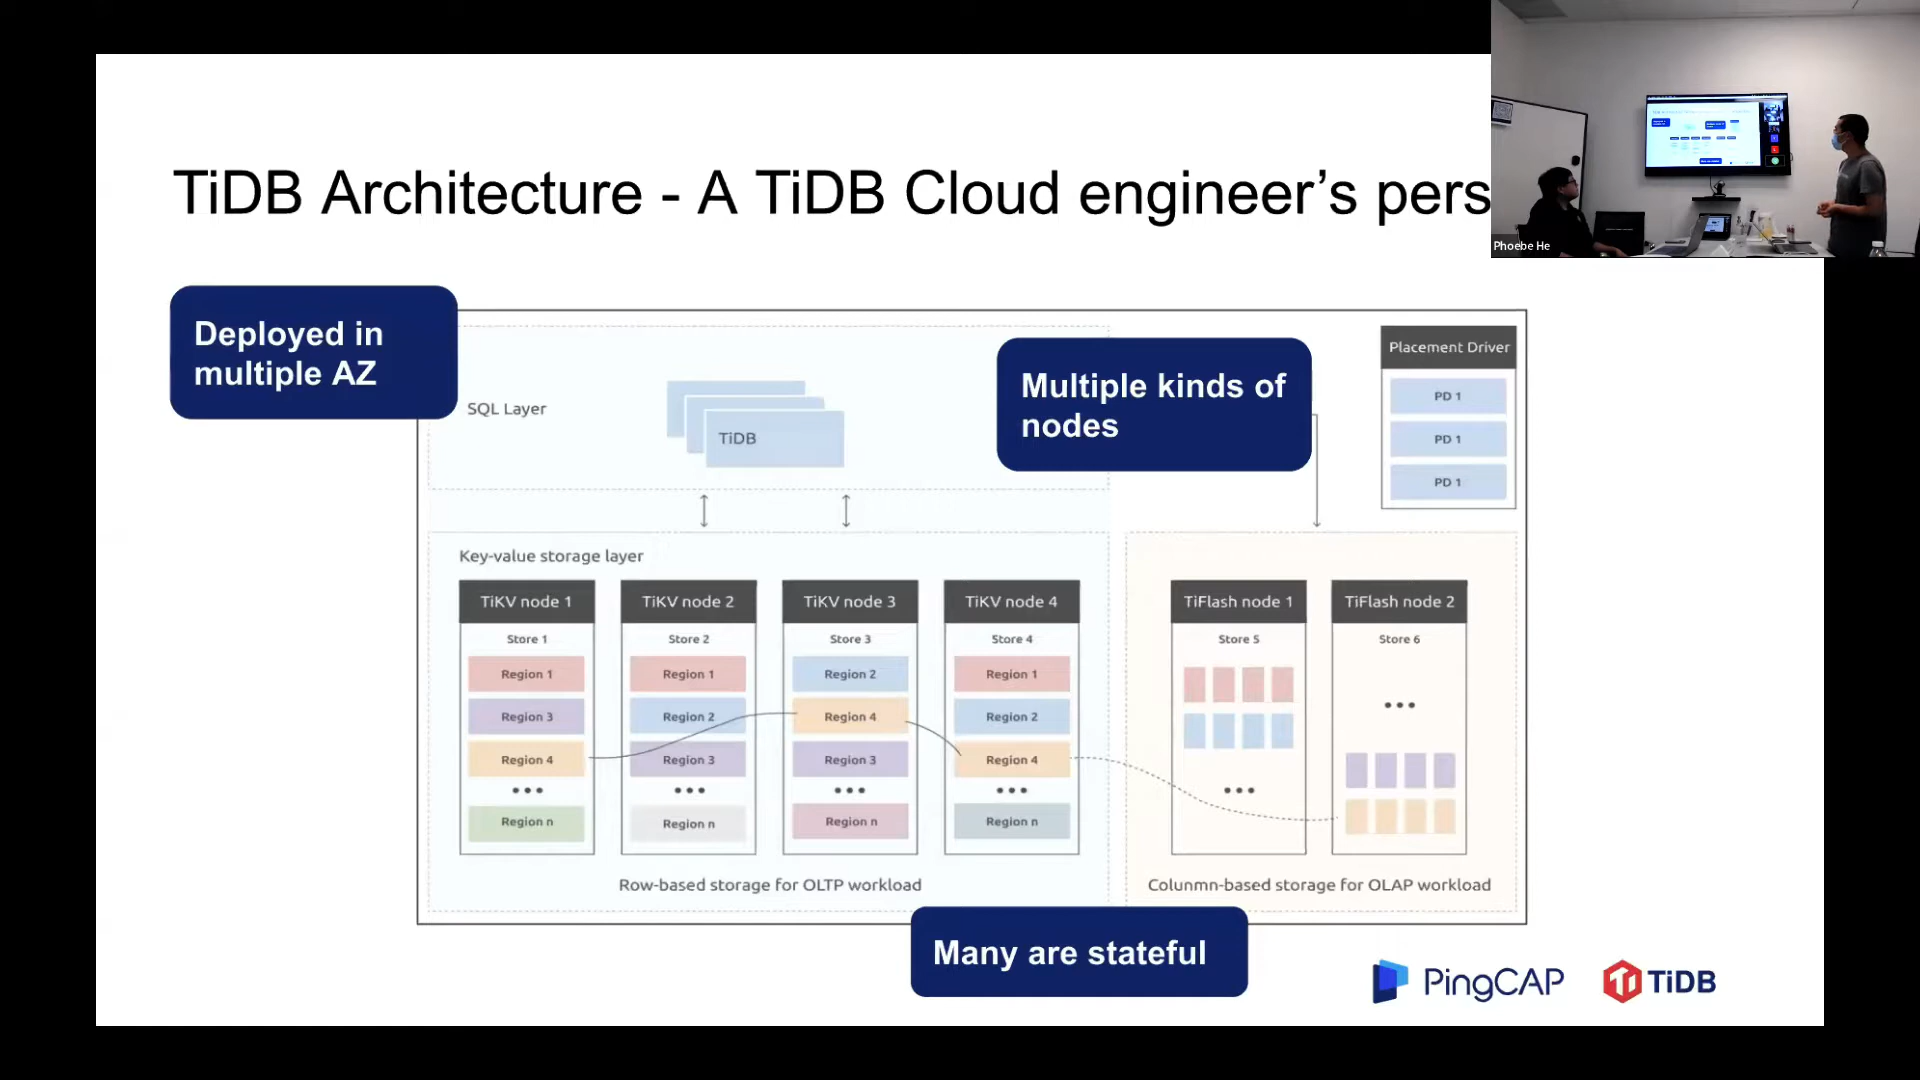 TiDB Architecture - A TiDB Cloud engineer's pers
Phoebe He
Deployed in
multiple AZ
SQL Layer
TiDB
Multiple kinds of
nodes
Placement Driver
PD 1
PD 1
PD 1
Key-value storage layer
TiKV node 1
Store 1
Region 1
Region 3
Region 4
Region n
TiKV node 2
Store 2
Region 1
Region 2
Region 3
Region n
TiKV node 3
Store 3
Region 2
Region 4
Region 3
Region n
TiKV node 4
Store 4
Region 1
Region 2
Region 4
Region n
Row-based storage for OLTP workload
TiFlash node 1
Store 5
TiFlash node 2
Store 6
Colunmn-based storage for OLAP workload
Many are stateful
PingCAP
TiDB